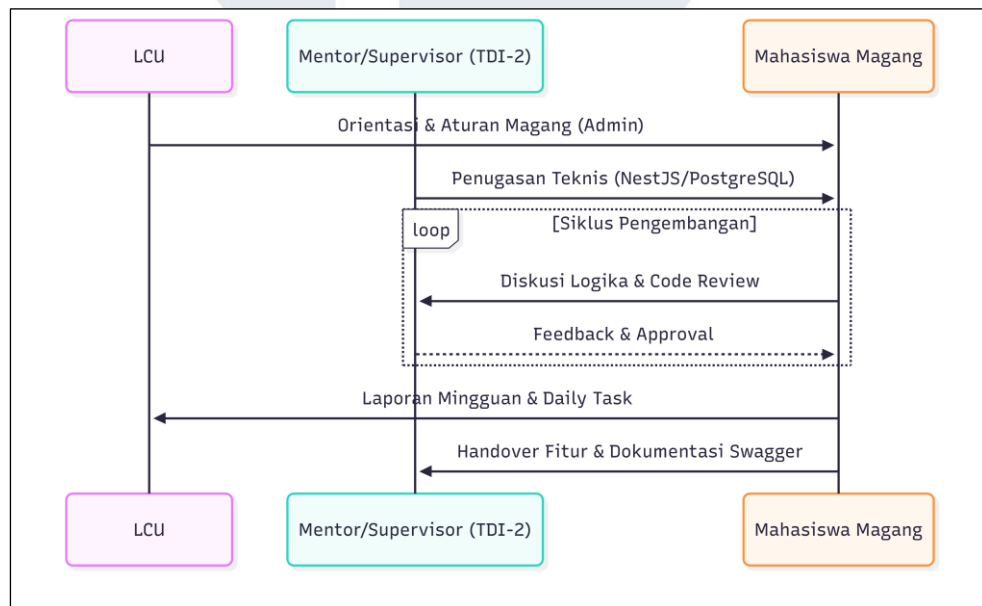 LCU
Mentor/Supervisor (TDI-2)
Mahasiswa Magang
Orientasi & Aturan Magang (Admin)
Penugasan Teknis (NestJS/PostgreSQL)
loop
[Siklus Pengembangan]
Diskusi Logika & Code Review
Feedback & Approval
Laporan Mingguan & Daily Task
Handover Fitur & Dokumentasi Swagger
LCU
Mentor/Supervisor (TDI-2)
Mahasiswa Magang